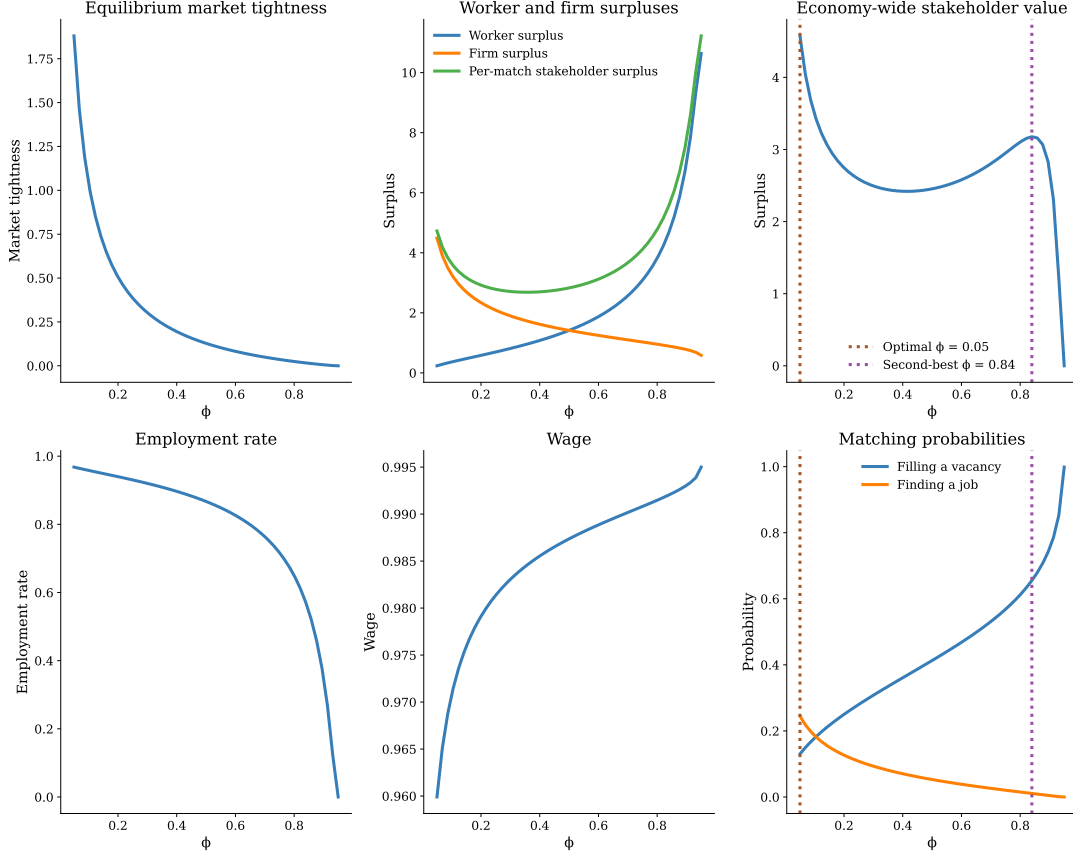 Equilibrium market tightness
Market tightness
1.75
1.50
1.25
1.00
0.75
0.50
0.25
0.00
0.2 0.4 0.6 0.8
ϕ
Worker and firm surpluses
Surplus
Worker surplus
Firm surplus
Per-match stakeholder surplus
10
8
6
4
2
0
0.2 0.4 0.6 0.8
ϕ
Economy-wide stakeholder value
Surplus
4
3
2
1
0
Optimal ϕ = 0.05
Second-best ϕ = 0.84
0.2 0.4 0.6 0.8
ϕ
Employment rate
Employment rate
1.0
0.8
0.6
0.4
0.2
0.0
0.2 0.4 0.6 0.8
ϕ
Wage
Wage
0.995
0.990
0.985
0.980
0.975
0.970
0.965
0.960
0.2 0.4 0.6 0.8
ϕ
Matching probabilities
Probability
Filling a vacancy
Finding a job
1.0
0.8
0.6
0.4
0.2
0.0
0.2 0.4 0.6 0.8
ϕ